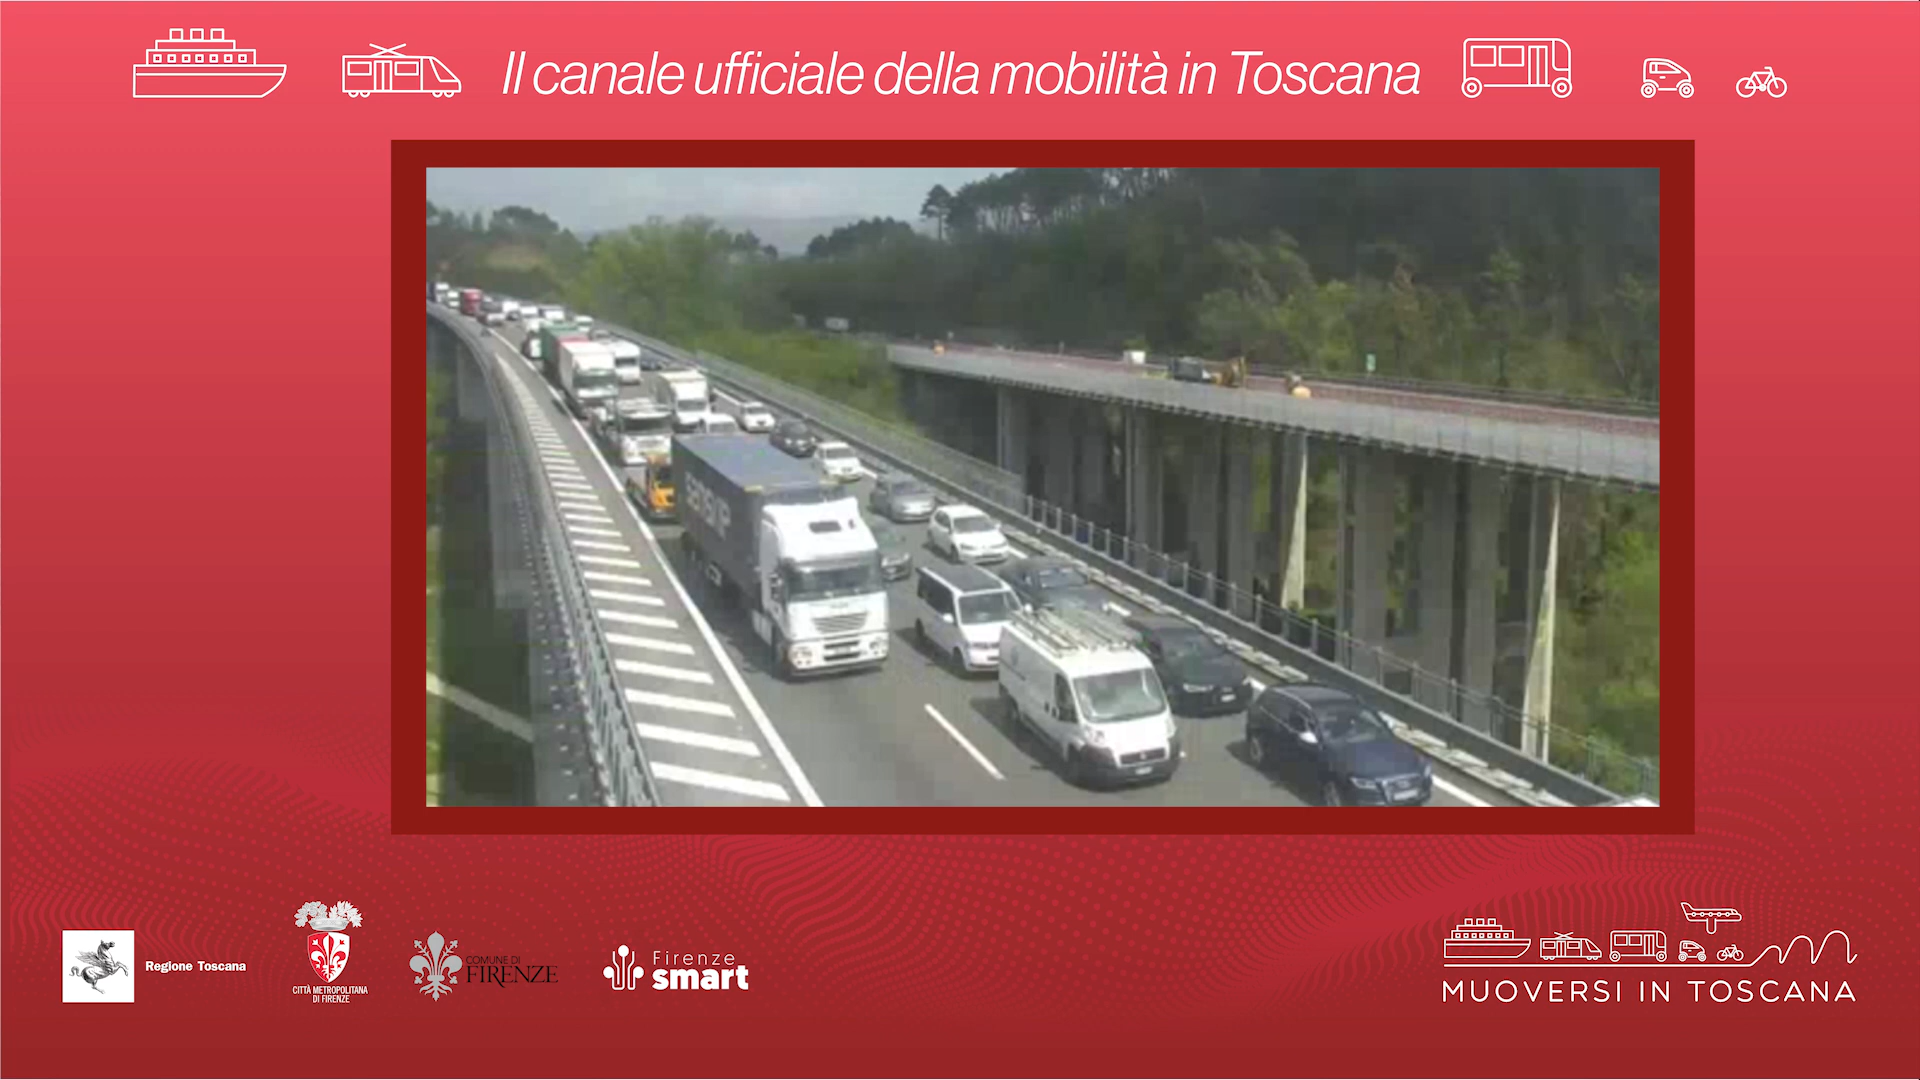 Il canale ufficiale della mobilità in Toscana
Regione Toscana
CITTÀ METROPOLITANA
DI FIRENZE
COMUNE DI
FIRENZE
Firenze
smart
MUOVERSI IN TOSCANA